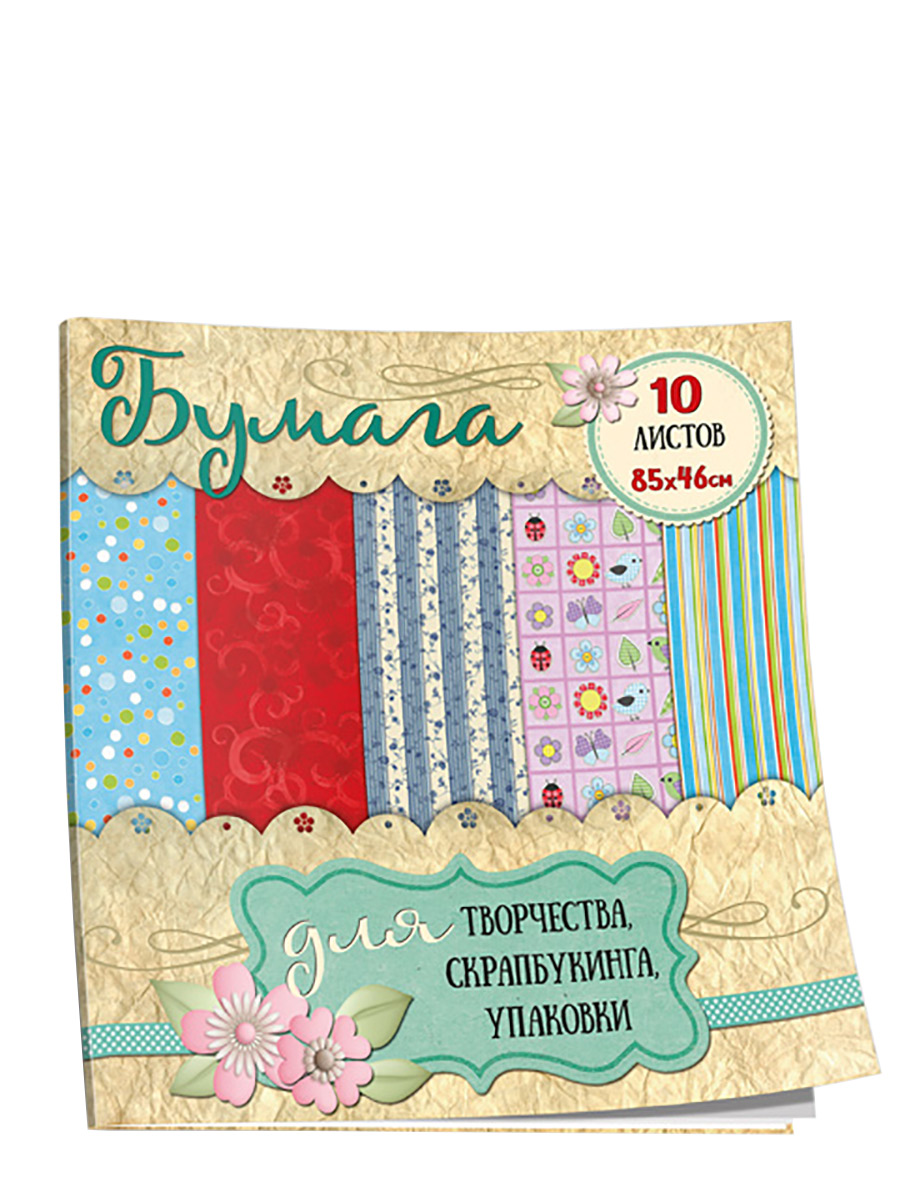 Бумага
10
ЛИСТОВ
85х46см
для ТВОРЧЕСТВА,
СКРАПБУКИНГА,
УПАКОВКИ